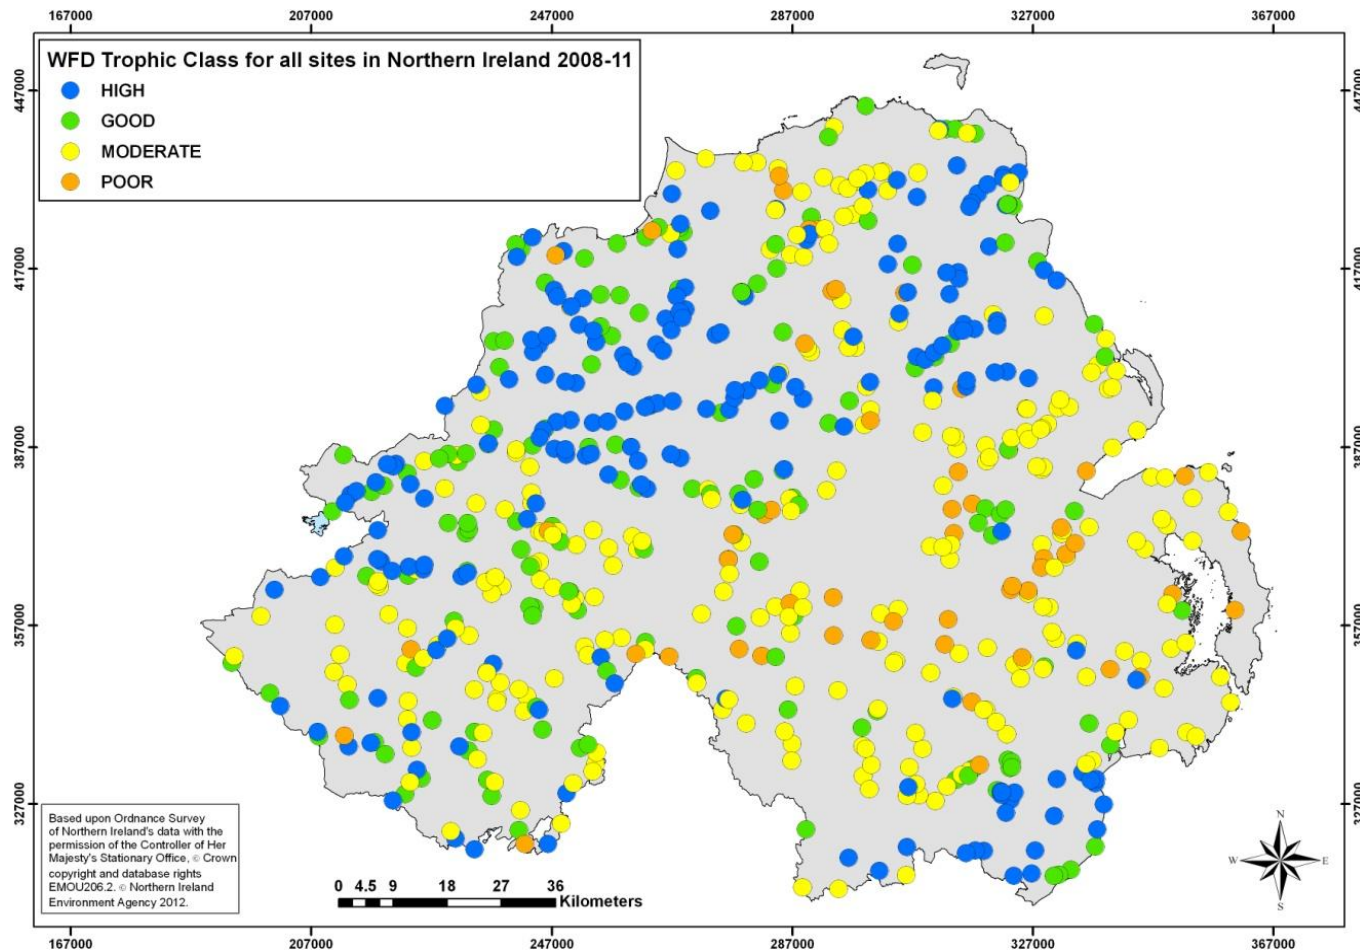 167000 207000 247000 287000 327000 367000
WFD Trophic Class for all sites in Northern Ireland 2008-11
HIGH
GOOD
MODERATE
POOR
447000 447000
417000 417000
387000 387000
357000 357000
327000 327000
Based upon Ordnance Survey
of Northern Ireland's data with the
permission of the Controller of Her
Majesty's Stationary Office, © Crown
copyright and database rights
EMOU206.2. © Northern Ireland
Environment Agency 2012.
0 4.5 9 18 27 36
Kilometers
N
W E
S
167000 207000 247000 287000 327000 367000